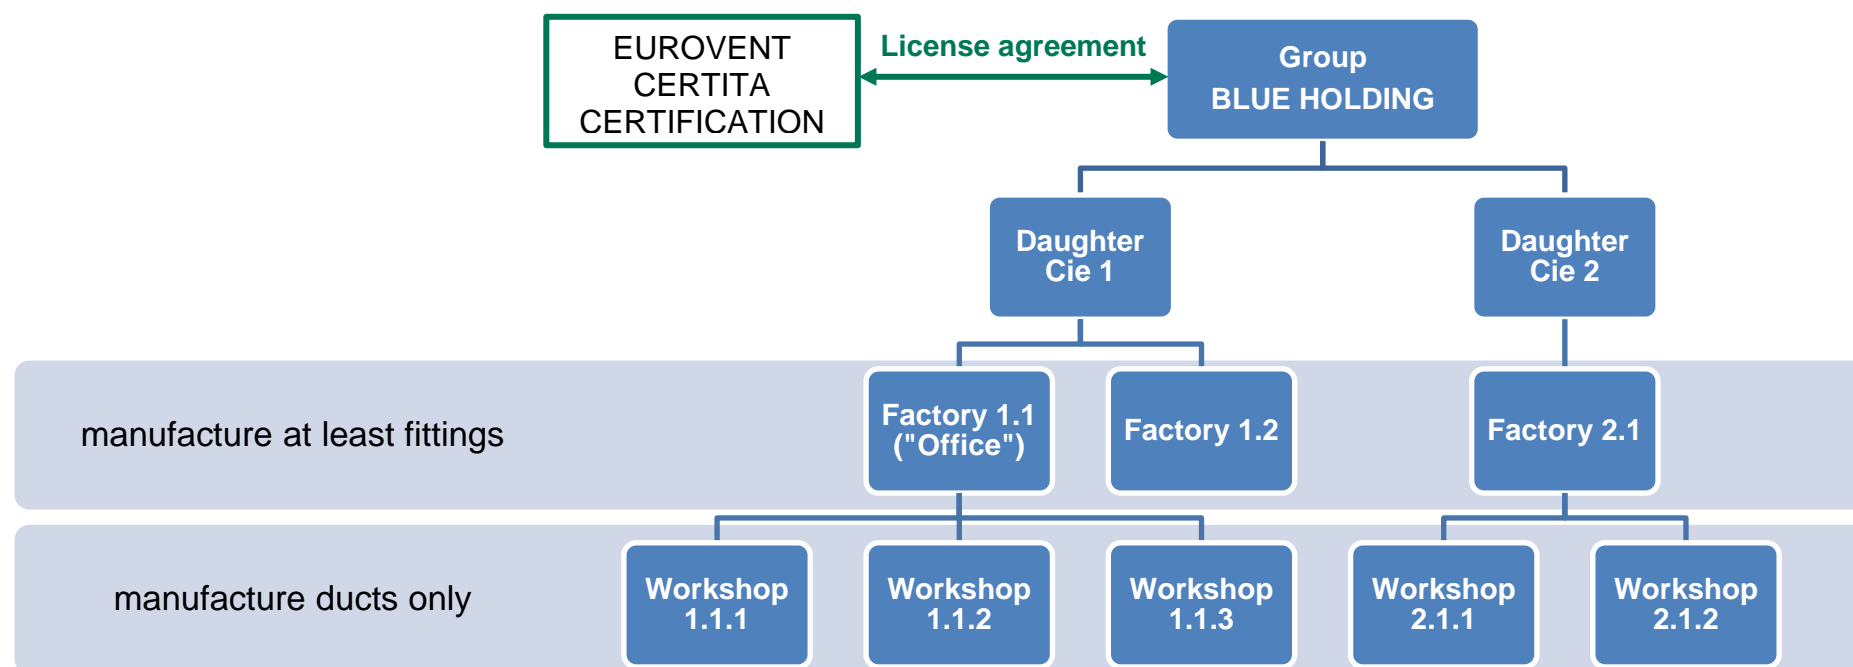 EUROVENT
CERTITA
CERTIFICATION
License agreement
Group
BLUE HOLDING
Daughter
Cie 1
Daughter
Cie 2
manufacture at least fittings
Factory 1.1
("Office")
Factory 1.2
Factory 2.1
manufacture ducts only
Workshop
1.1.1
Workshop
1.1.2
Workshop
1.1.3
Workshop
2.1.1
Workshop
2.1.2